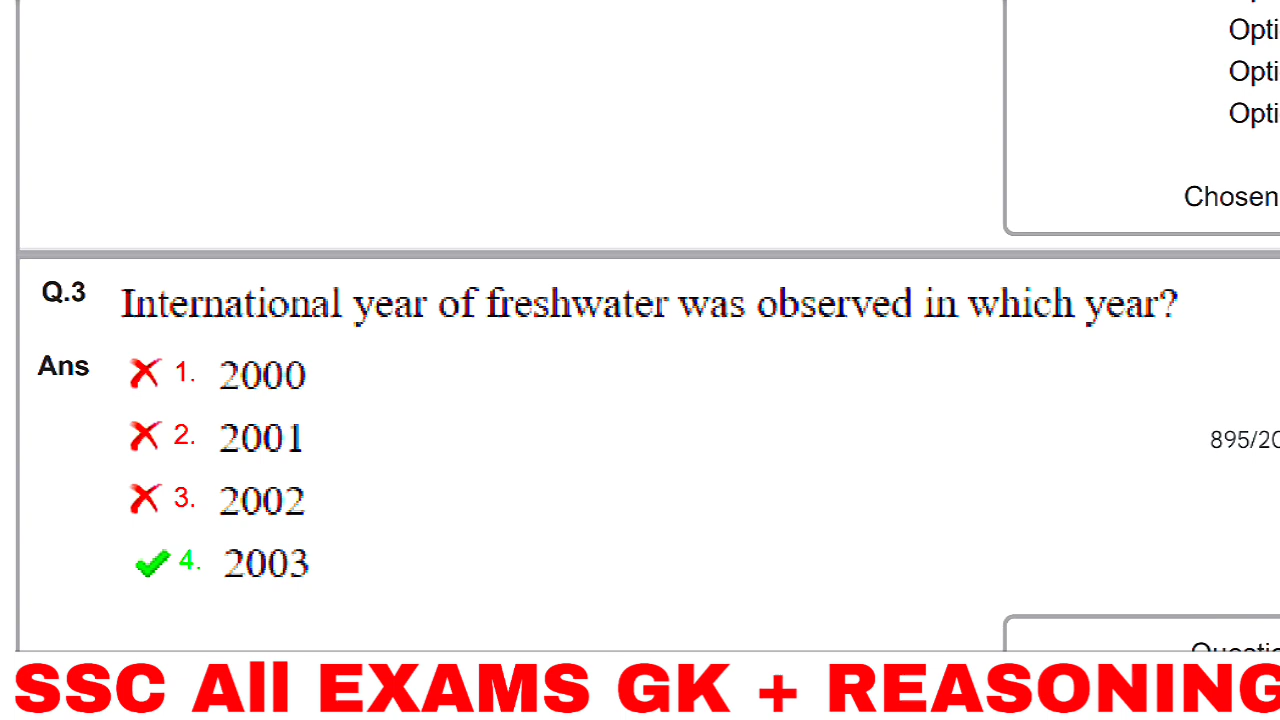 Opti
Opti
Opti
Chosen
Q.3 International year of freshwater was observed in which year?
Ans 1. 2000
2. 2001
895/20
3. 2002
4. 2003
SSC All EXAMS GK + REASONING